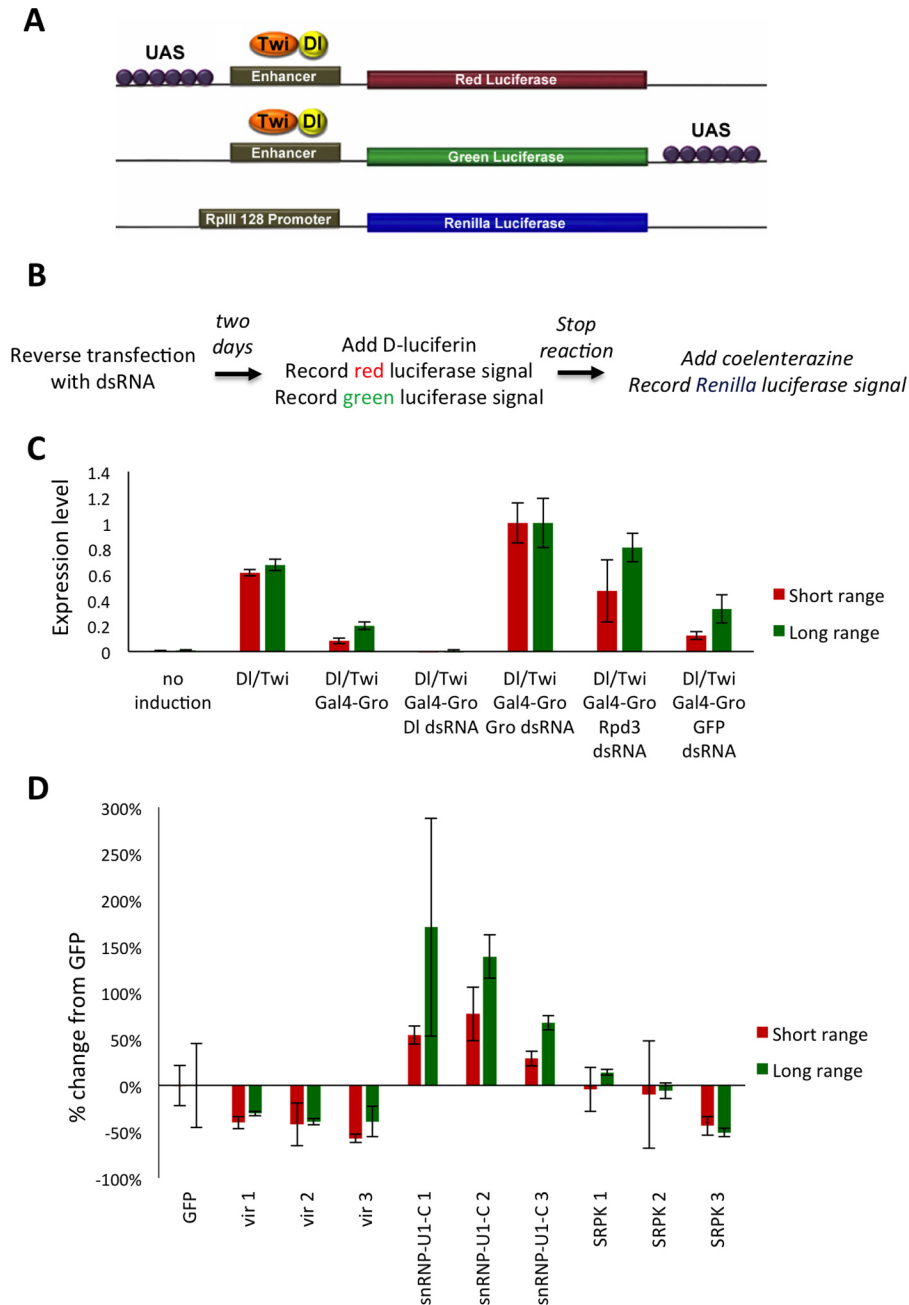 A
UAS
Twi Dl
Enhancer
Red Luciferase
Twi Dl
Enhancer
Green Luciferase
UAS
RpIII 128 Promoter
Renilla Luciferase
B
Reverse transfection
with dsRNA
two
days
Add D-luciferin
Record red luciferase signal
Record green luciferase signal
Stop
reaction
Add coelenterazine
Record Renilla luciferase signal
C
Expression level
1.4
1.2
1
0.8
0.6
0.4
0.2
0
no
induction
Dl/Twi
Dl/Twi
Gal4-Gro
Dl/Twi
Gal4-Gro
Dl dsRNA
Dl/Twi
Gal4-Gro
Gro dsRNA
Dl/Twi
Gal4-Gro
Rpd3
dsRNA
Dl/Twi
Gal4-Gro
GFP
dsRNA
Short range
Long range
D
% change from GFP
300%
250%
200%
150%
100%
50%
0%
-50%
-100%
GFP
vir 1
vir 2
vir 3
snRNP-U1-C 1
snRNP-U1-C 2
snRNP-U1-C 3
SRPK 1
SRPK 2
SRPK 3
Short range
Long range